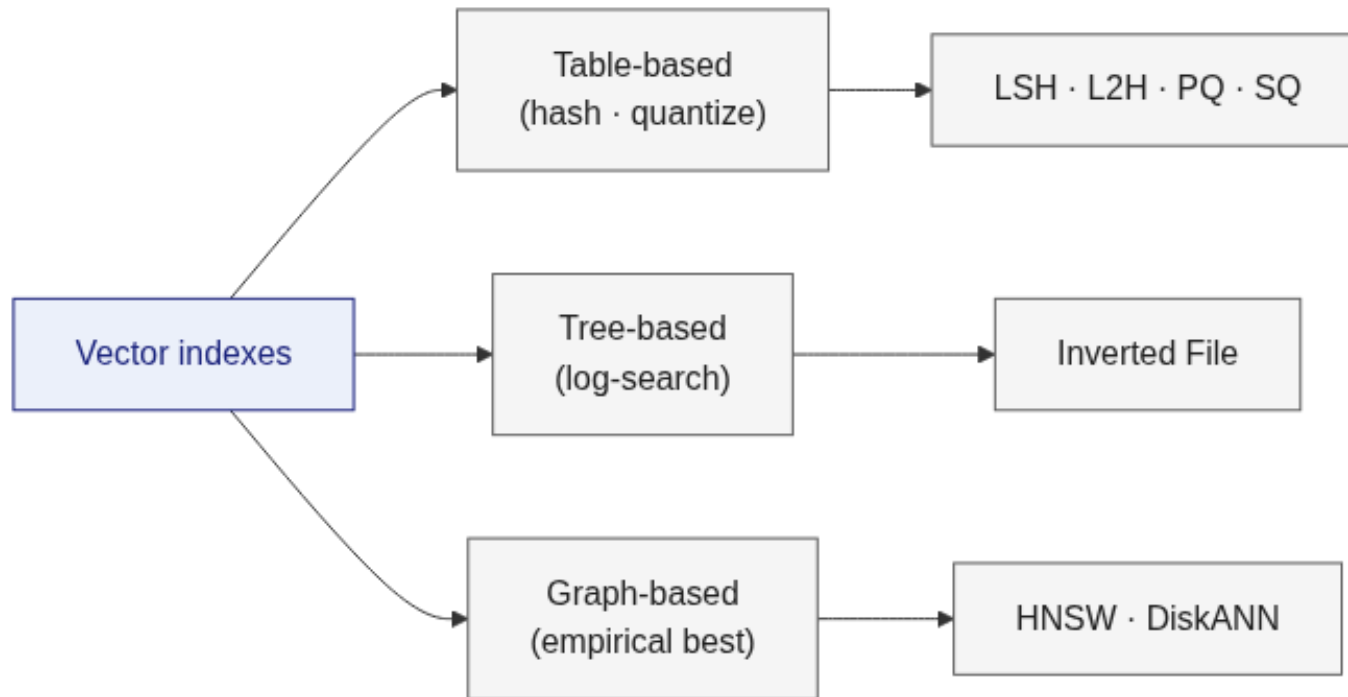 Table-based
(hash · quantize)
LSH · L2H · PQ · SQ
Vector indexes
Tree-based
(log-search)
Inverted File
Graph-based
(empirical best)
HNSW · DiskANN